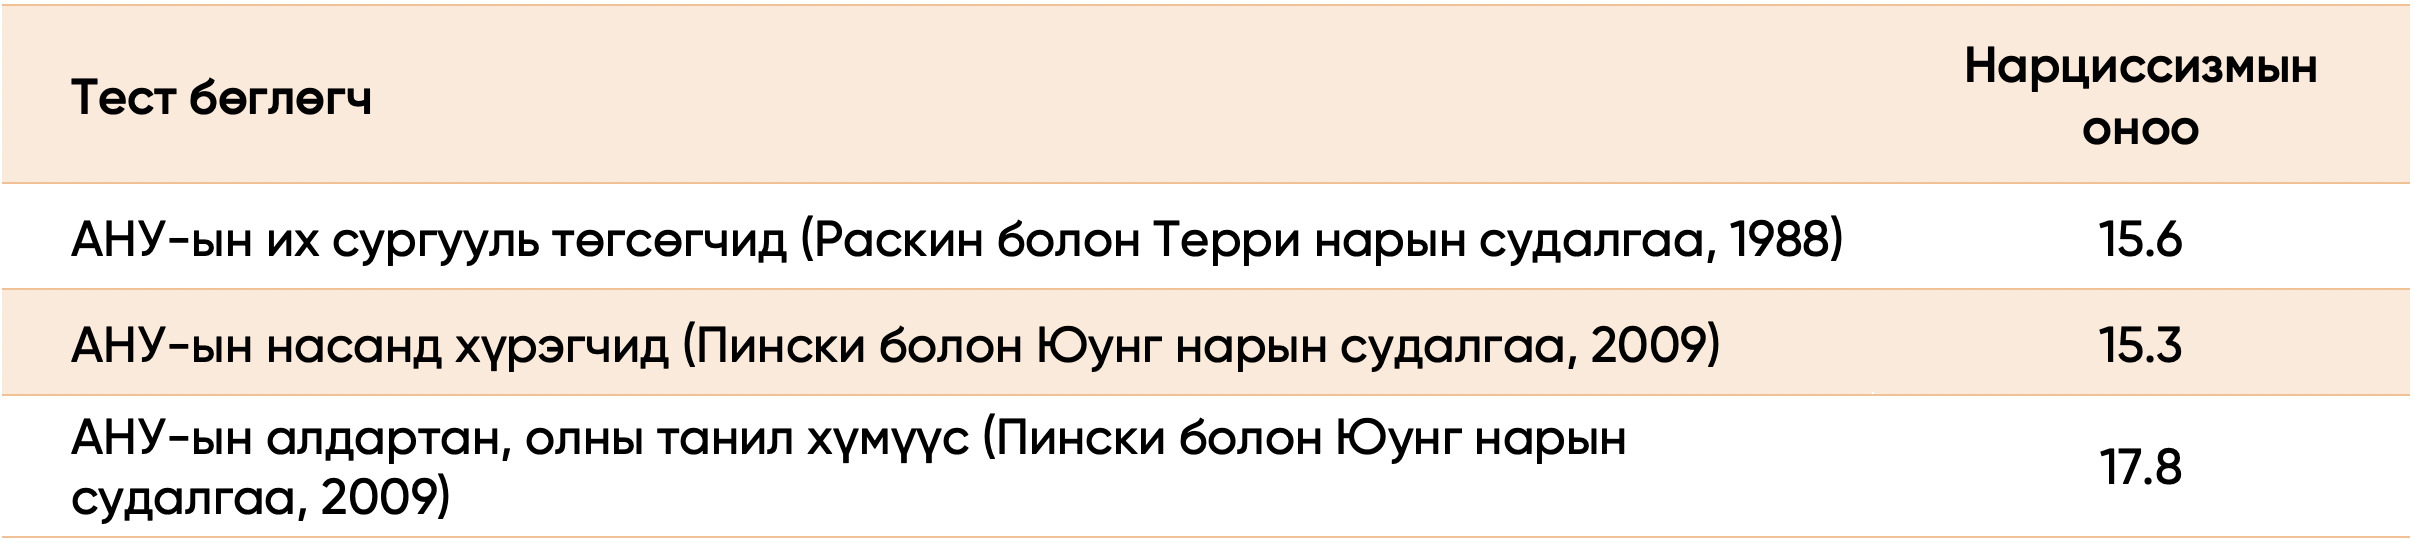 Тест бөглөгч
Нарциссизмын
оноо
АНУ-ын их сургууль төгсөгчид (Раскин болон Терри нарын судалгаа, 1988)
15.6
АНУ-ын насанд хүрэгчид (Пински болон Юунг нарын судалгаа, 2009)
15.3
АНУ-ын алдартан, олны танил хүмүүс (Пински болон Юунг нарын
судалгаа, 2009)
17.8